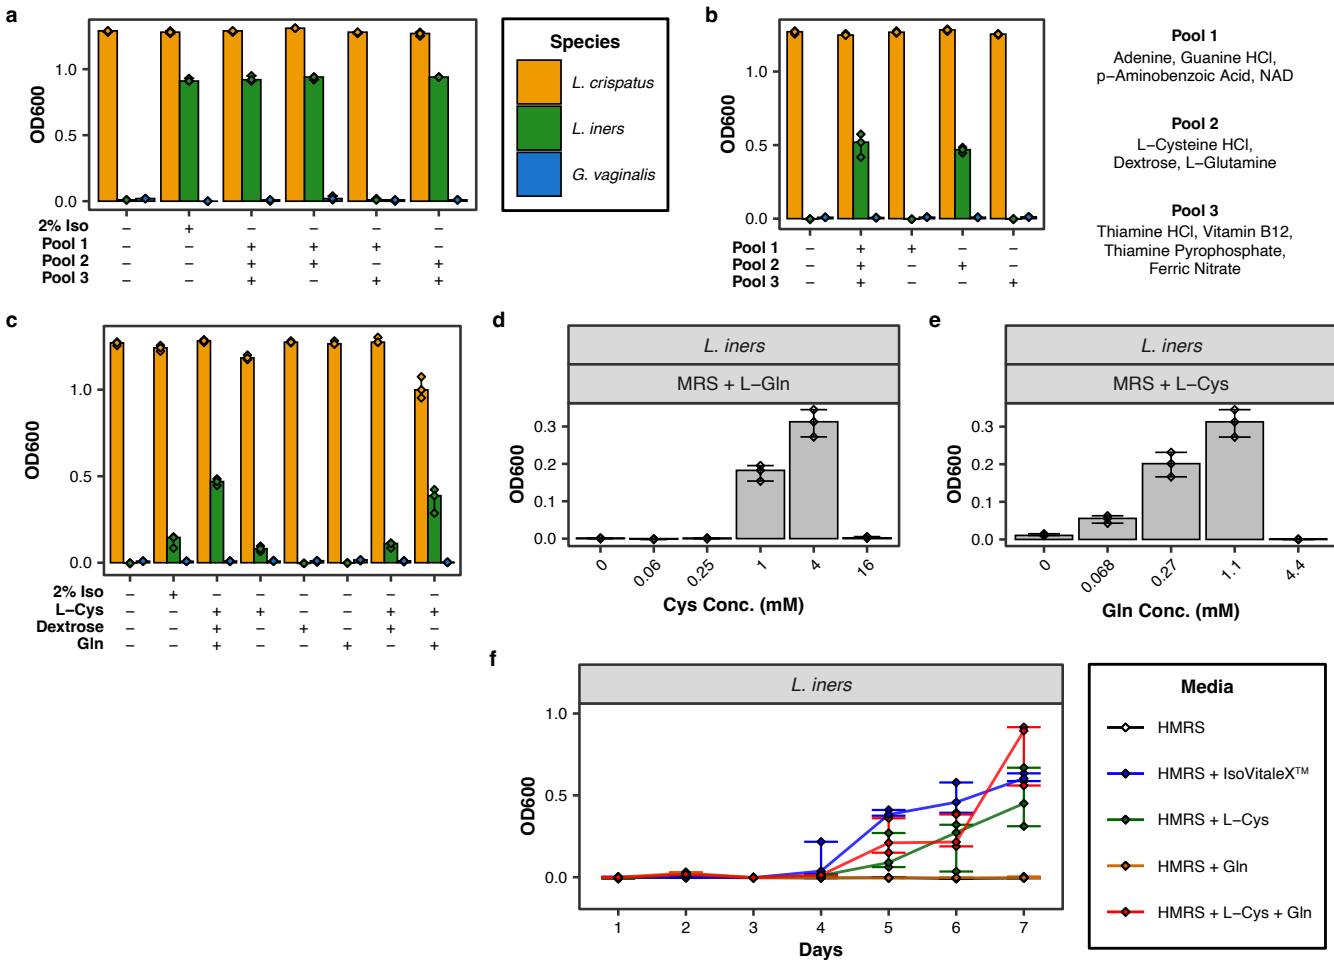 a
OD600
1.0
0.5
0.0
2% Iso − + − − − −
Pool 1 − − + + + −
Pool 2 − − + + − +
Pool 3 − − + − + +
Species
L. crispatus
L. iners
G. vaginalis
b
OD600
1.0
0.5
0.0
Pool 1 − + + − −
Pool 2 − + − + −
Pool 3 − + − − +
Pool 1
Adenine, Guanine HCl,
p−Aminobenzoic Acid, NAD
Pool 2
L−Cysteine HCl,
Dextrose, L−Glutamine
Pool 3
Thiamine HCl, Vitamin B12,
Thiamine Pyrophosphate,
Ferric Nitrate
c
OD600
1.0
0.5
0.0
2% Iso − + − − − − − −
L−Cys − − + + − − + +
Dextrose − − + − + − + −
Gln − − + − − + − +
d
L. iners
MRS + L−Gln
OD600
0.3
0.2
0.1
0.0
0 0.06 0.25 1 4 16
Cys Conc. (mM)
e
L. iners
MRS + L−Cys
OD600
0.3
0.2
0.1
0.0
0 0.068 0.27 1.1 4.4
Gln Conc. (mM)
f
L. iners
OD600
1.0
0.5
0.0
1 2 3 4 5 6 7
Days
Media
HMRS
HMRS + IsoVitaleX™
HMRS + L−Cys
HMRS + Gln
HMRS + L−Cys + Gln